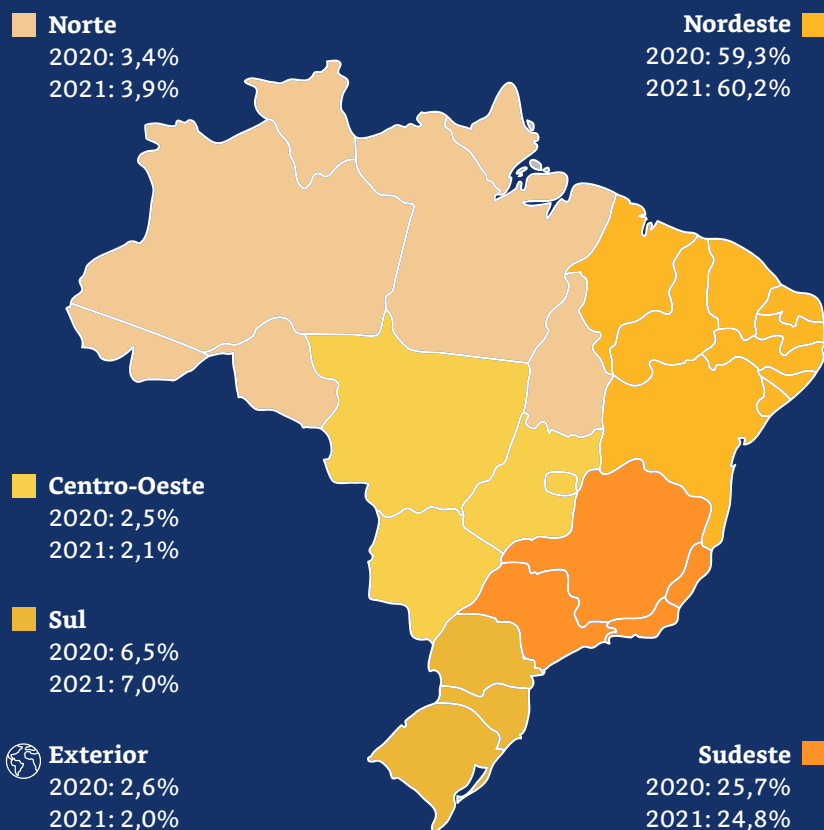 Norte
2020: 3,4%
2021: 3,9%
Nordeste
2020: 59,3%
2021: 60,2%
Centro-Oeste
2020: 2,5%
2021: 2,1%
Sul
2020: 6,5%
2021: 7,0%
Exterior
2020: 2,6%
2021: 2,0%
Sudeste
2020: 25,7%
2021: 24,8%